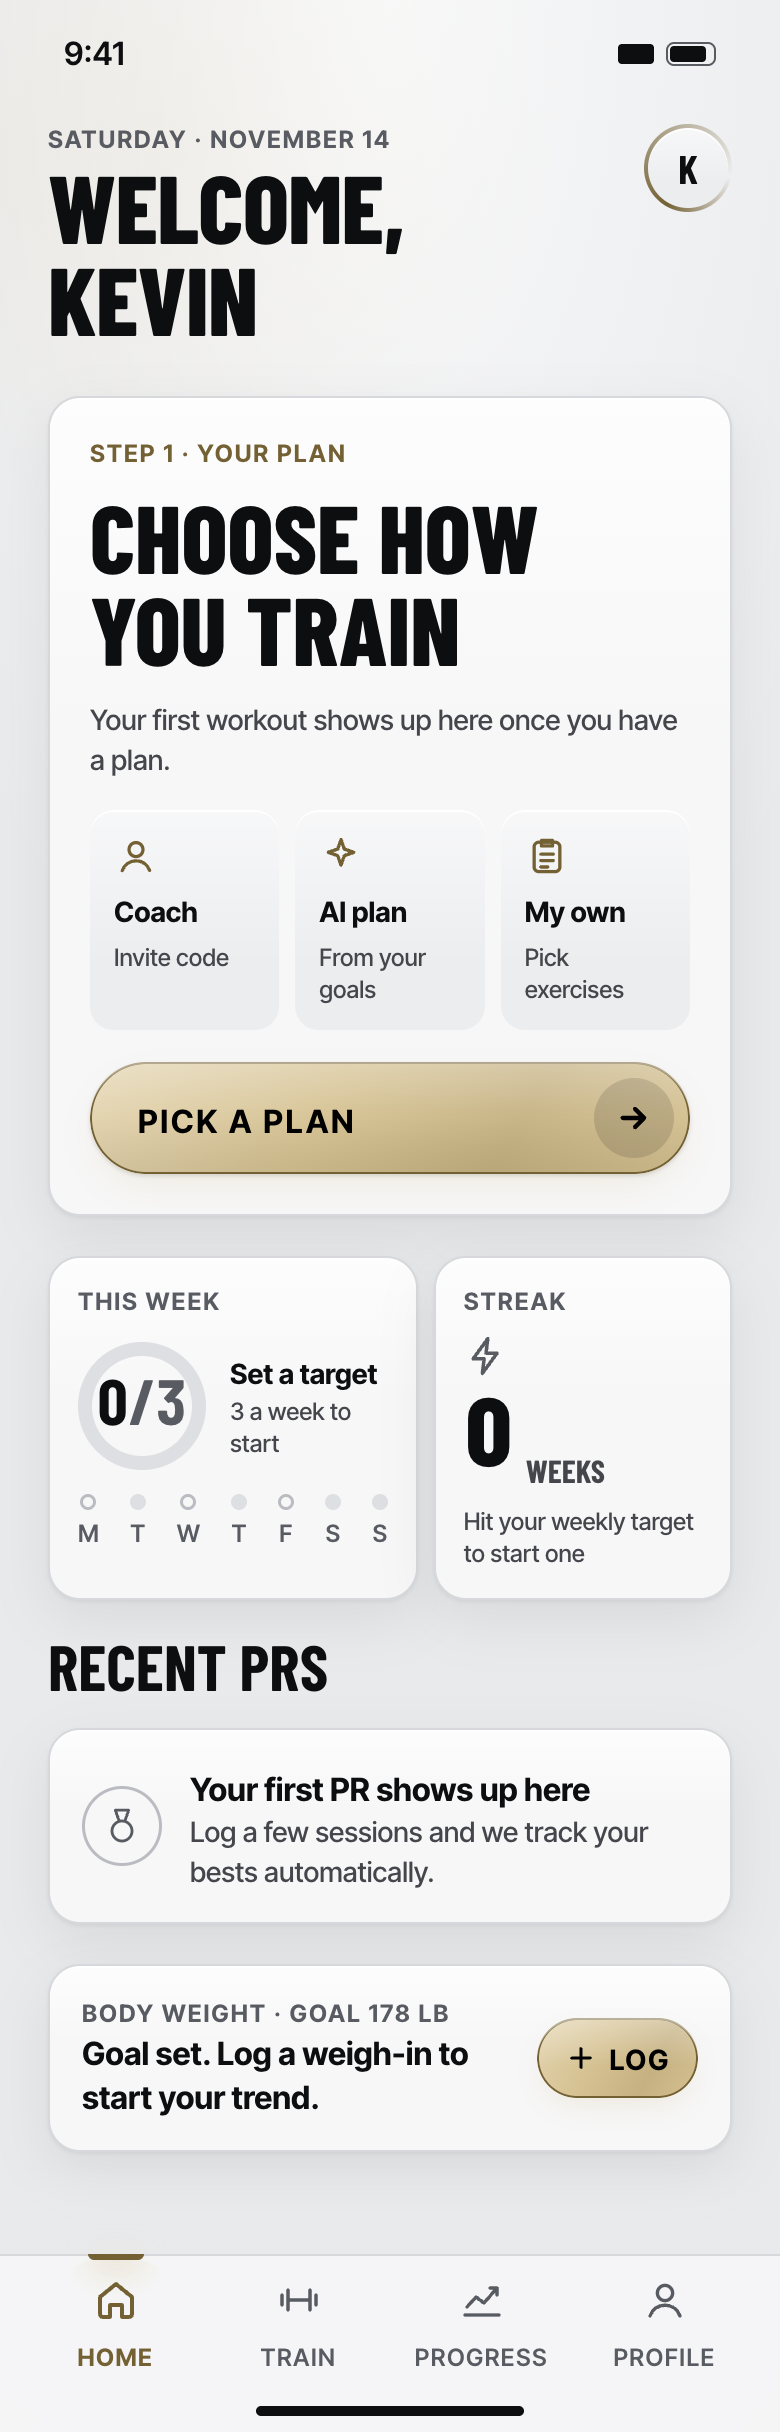 9:41
SATURDAY · NOVEMBER 14
K
WELCOME,
KEVIN
STEP 1 · YOUR PLAN
CHOOSE HOW
YOU TRAIN
Your first workout shows up here once you have
a plan.
Coach
Invite code
AI plan
From your
goals
My own
Pick
exercises
PICK A PLAN
THIS WEEK
0/3
Set a target
3 a week to
start
M T W T F S S
STREAK
0 WEEKS
Hit your weekly target
to start one
RECENT PRS
Your first PR shows up here
Log a few sessions and we track your
bests automatically.
BODY WEIGHT · GOAL 178 LB
Goal set. Log a weigh-in to
start your trend.
+ LOG
HOME TRAIN PROGRESS PROFILE